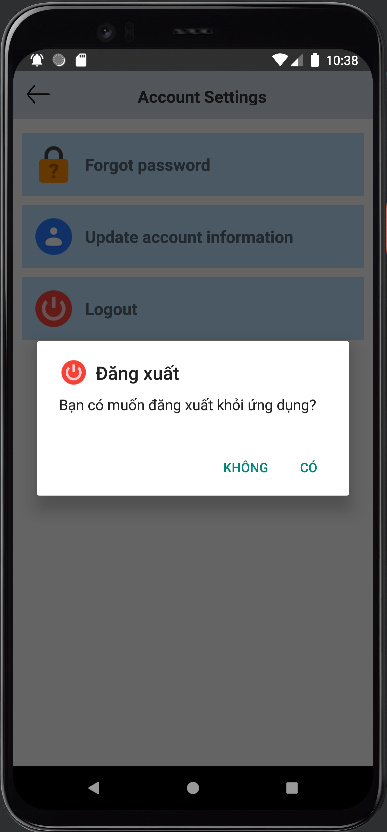 10:38
Account Settings
?
Forgot password
Update account information
Logout
Đăng xuất
Bạn có muốn đăng xuất khỏi ứng dụng?
KHÔNG CÓ